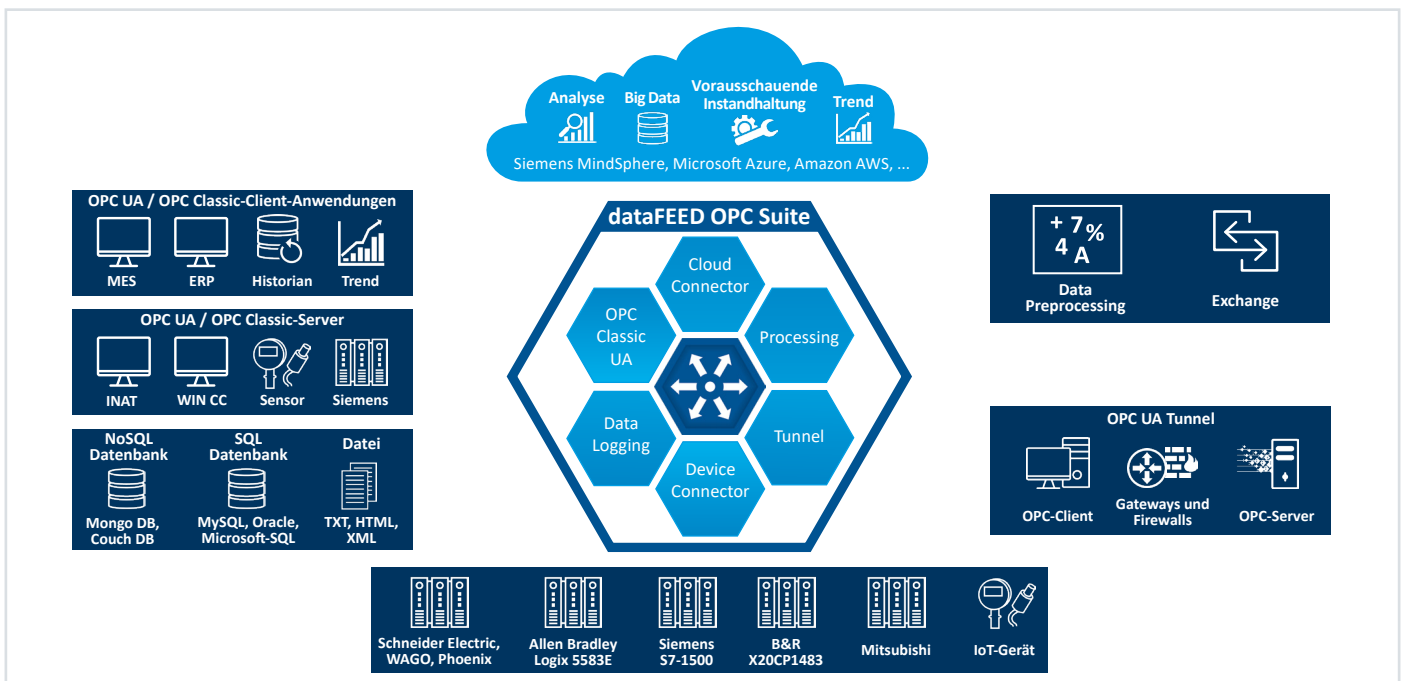 Analyse
Big Data
Vorausschauende
Instandhaltung
Trend
Siemens MindSphere, Microsoft Azure, Amazon AWS, ...
OPC UA / OPC Classic-Client-Anwendungen
MES
ERP
Historian
Trend
OPC UA / OPC Classic-Server
INAT
WIN CC
Sensor
Siemens
NoSQL
Datenbank
Mongo DB,
Couch DB
SQL
Datenbank
MySQL, Oracle,
Microsoft-SQL
Datei
TXT, HTML,
XML
dataFEED OPC Suite
Cloud
Connector
OPC
Classic
UA
Processing
Data
Logging
Tunnel
Device
Connector
+ 7%
4 A
Data
Preprocessing
Exchange
OPC UA Tunnel
OPC-Client
Gateways und
Firewalls
OPC-Server
Schneider Electric,
WAGO, Phoenix
Allen Bradley
Logix 5583E
Siemens
S7-1500
B&R
X20CP1483
Mitsubishi
IoT-Gerät